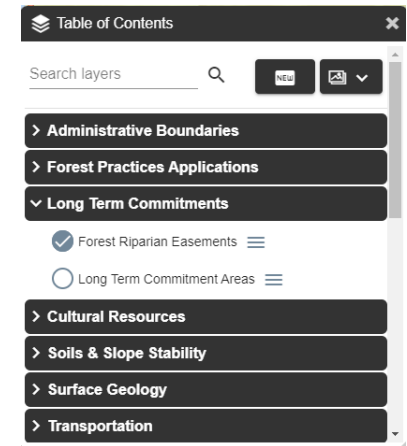 Table of Contents
Search layers
NEW
Administrative Boundaries
Forest Practices Applications
Long Term Commitments
Forest Riparian Easements
Long Term Commitment Areas
Cultural Resources
Soils & Slope Stability
Surface Geology
Transportation